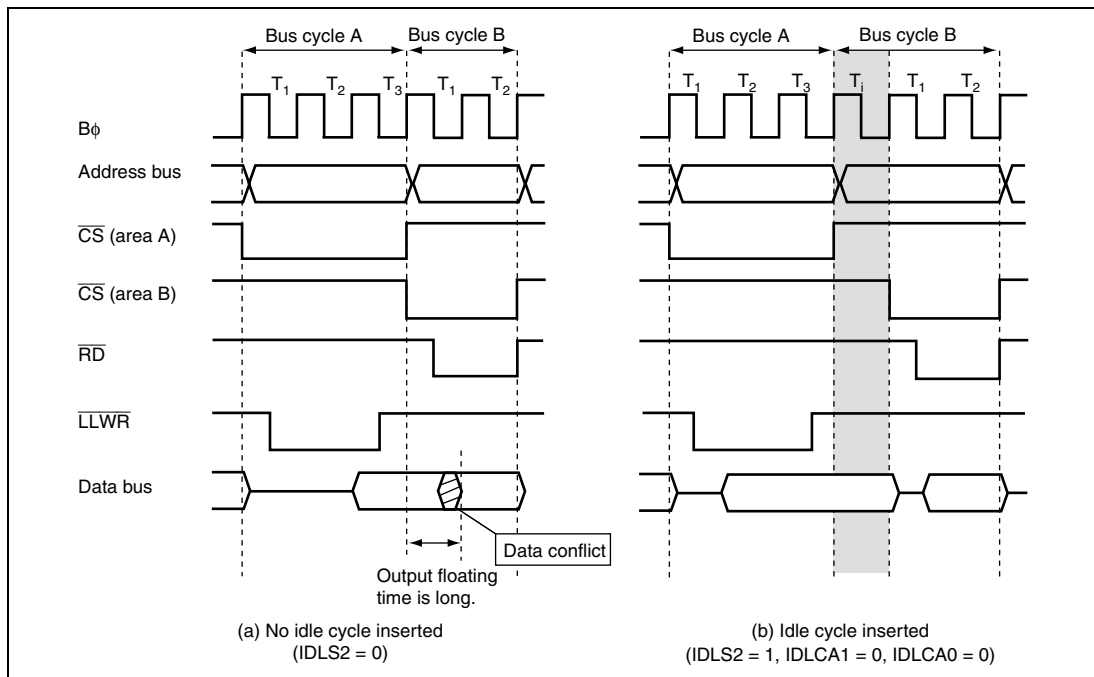 Bus cycle A Bus cycle B
T1 T2 T3 T1 T2
Bφ
Address bus
CS (area A)
CS (area B)
RD
LLWR
Data bus
Data conflict
Output floating
time is long.
(a) No idle cycle inserted
(IDLS2 = 0)
Bus cycle A Bus cycle B
T1 T2 T3 Ti T1 T2
(b) Idle cycle inserted
(IDLS2 = 1, IDLCA1 = 0, IDLCA0 = 0)